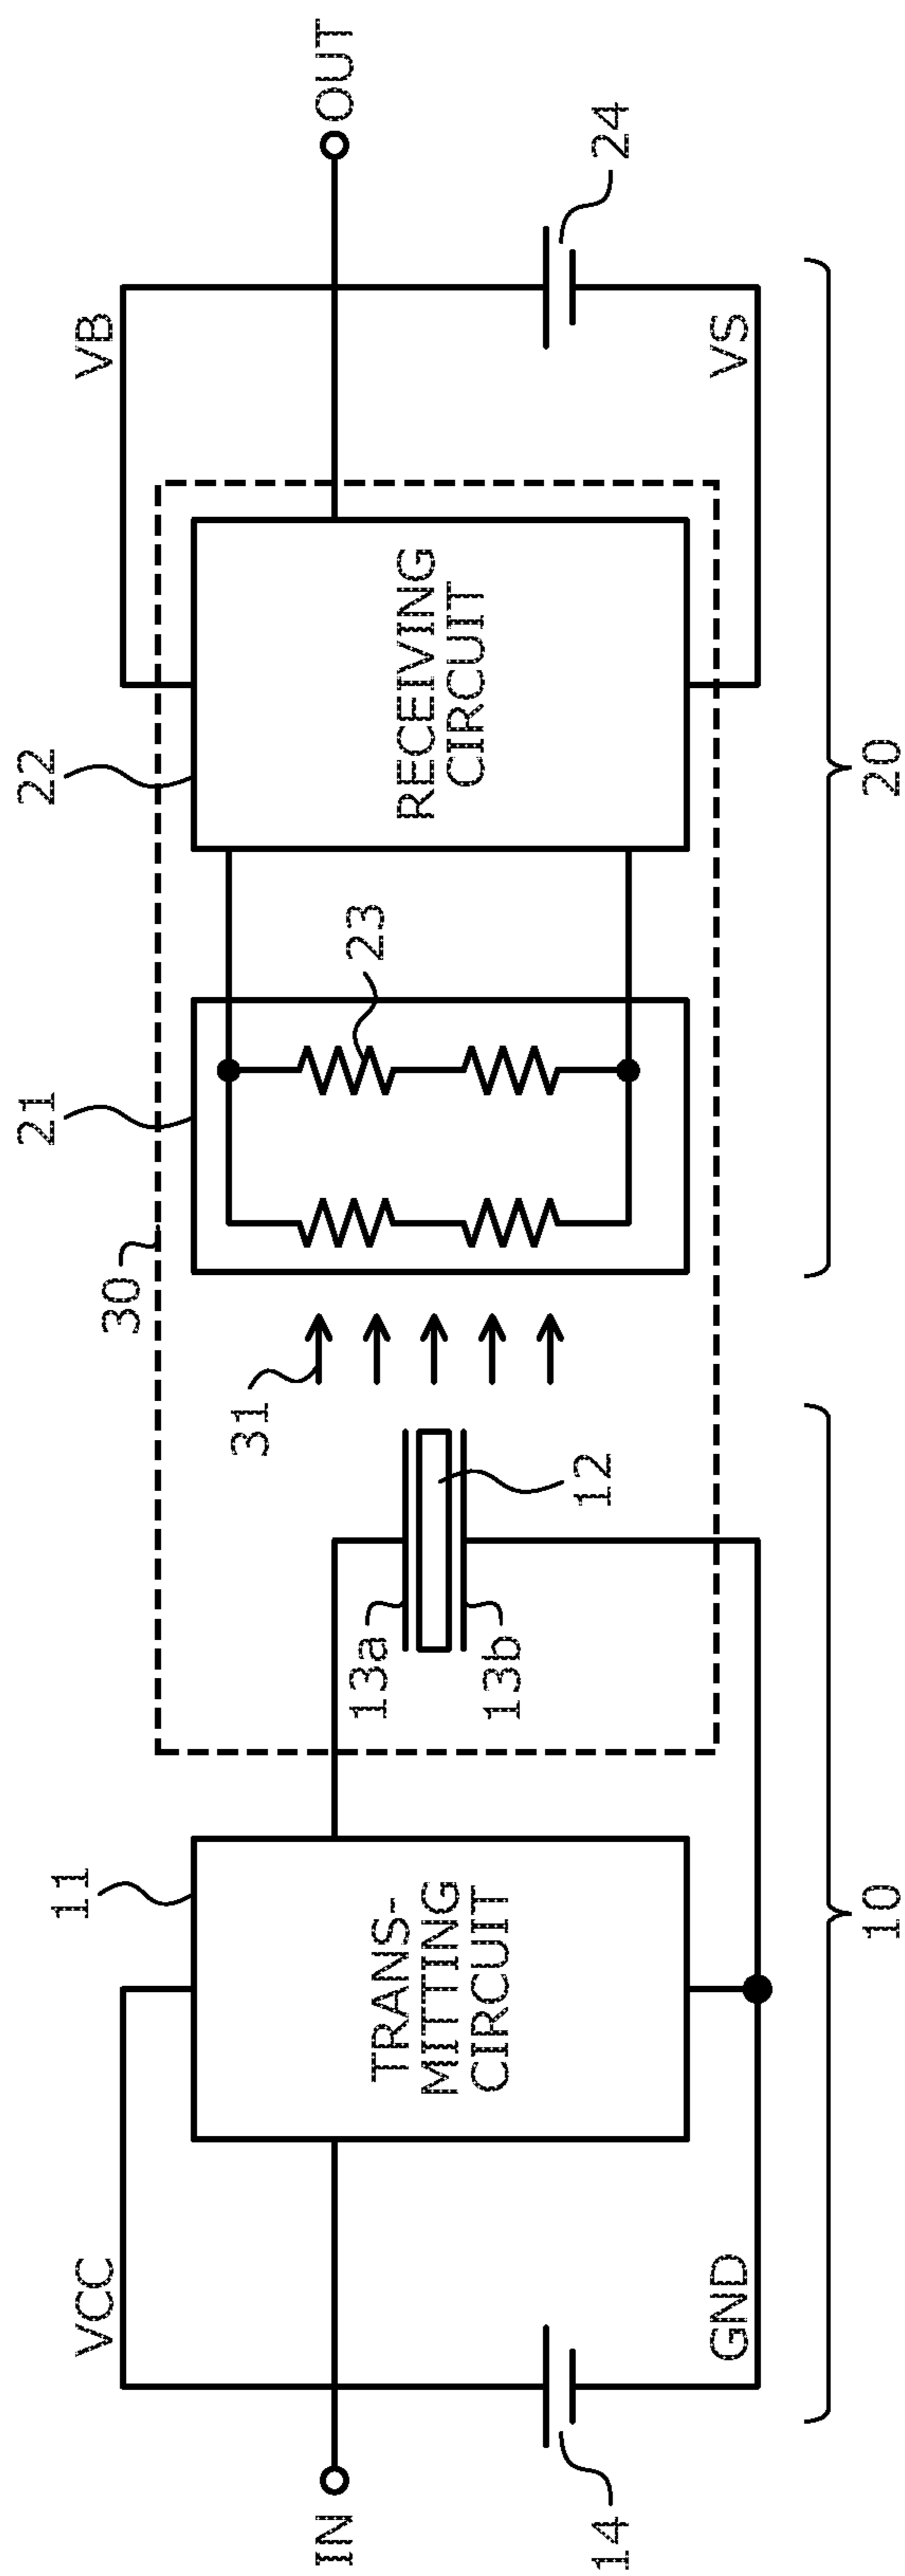 VCC
11
30
21
22
VB
IN
TRANS-
MITTING
CIRCUIT
13a
13b
12
31
23
RECEIVING
CIRCUIT
OUT
14
GND
VS
24
10
20